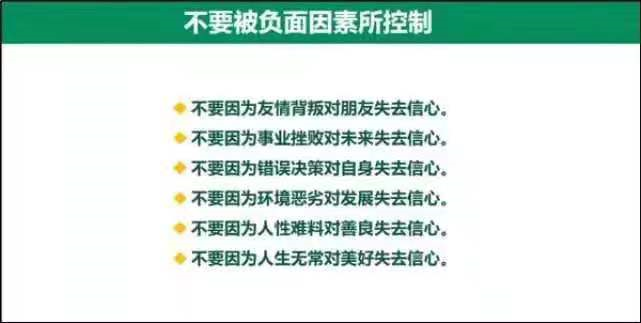 不要被负面因素所控制
不要因为友情背叛对朋友失去信心。
不要因为事业挫败对未来失去信心。
不要因为错误决策对自身失去信心。
不要因为环境恶劣对发展失去信心。
不要因为人性难料对善良失去信心。
不要因为人生无常对美好失去信心。